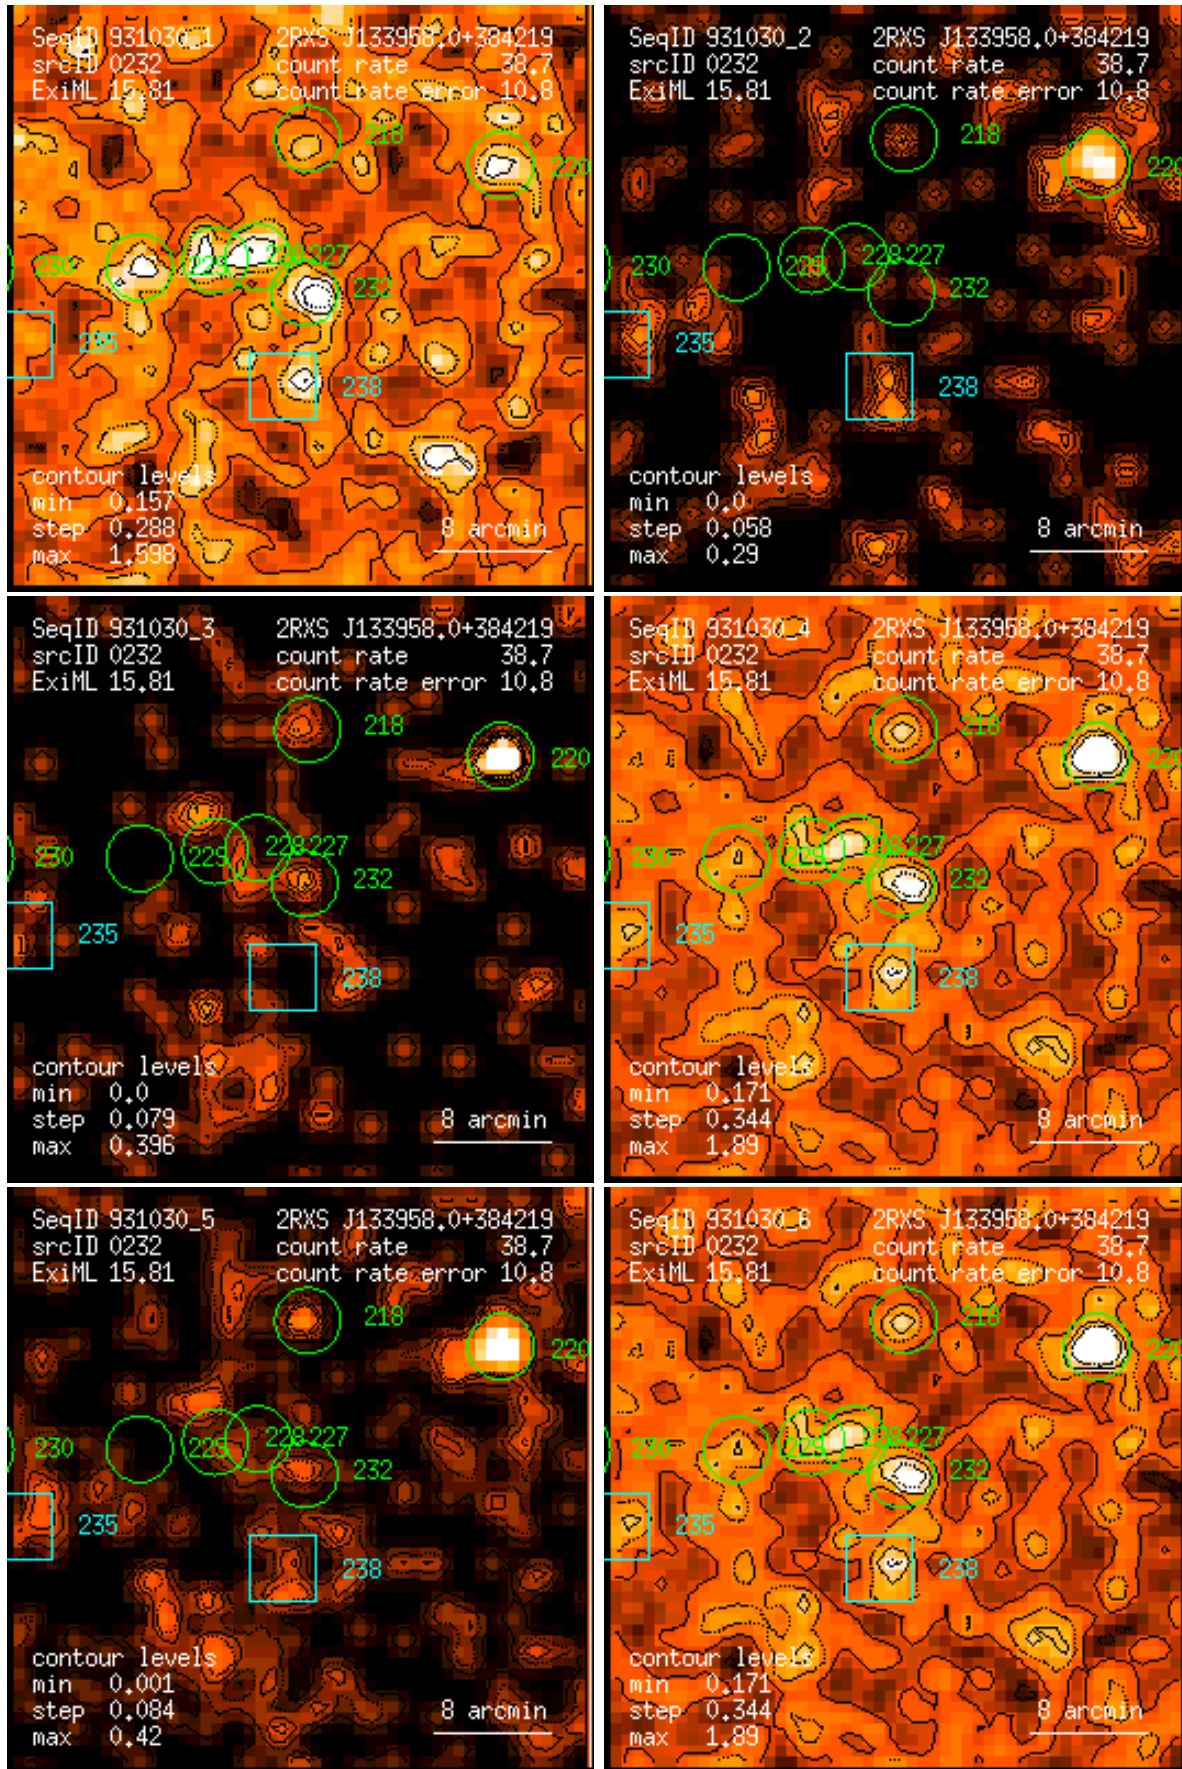 SeqID 931030_1 2RXS J133958.0+384219
srcID 0232 count rate 38.7
ExiML 15.81 count rate error 10.8
218
220
230 229 228 227
232
235
238
contour levels
min 0.157
step 0.288 8 arcmin
max 1.598
SeqID 931030_2 2RXS J133958.0+384219
srcID 0232 count rate 38.7
ExiML 15.81 count rate error 10.8
218
220
230 229 228 227
232
235
238
contour levels
min 0.0
step 0.058 8 arcmin
max 0.29
SeqID 931030_3 2RXS J133958.0+384219
srcID 0232 count rate 38.7
ExiML 15.81 count rate error 10.8
218
220
230 229 228 227
232
235
238
contour levels
min 0.0
step 0.079 8 arcmin
max 0.396
SeqID 931030_4 2RXS J133958.0+384219
srcID 0232 count rate 38.7
ExiML 15.81 count rate error 10.8
218
220
230 229 228 227
232
235
238
contour levels
min 0.171
step 0.344 8 arcmin
max 1.89
SeqID 931030_5 2RXS J133958.0+384219
srcID 0232 count rate 38.7
ExiML 15.81 count rate error 10.8
218
220
230 229 228 227
232
235
238
contour levels
min 0.001
step 0.084 8 arcmin
max 0.42
SeqID 931030_6 2RXS J133958.0+384219
srcID 0232 count rate 38.7
ExiML 15.81 count rate error 10.8
218
220
230 229 228 227
232
235
238
contour levels
min 0.171
step 0.344 8 arcmin
max 1.89